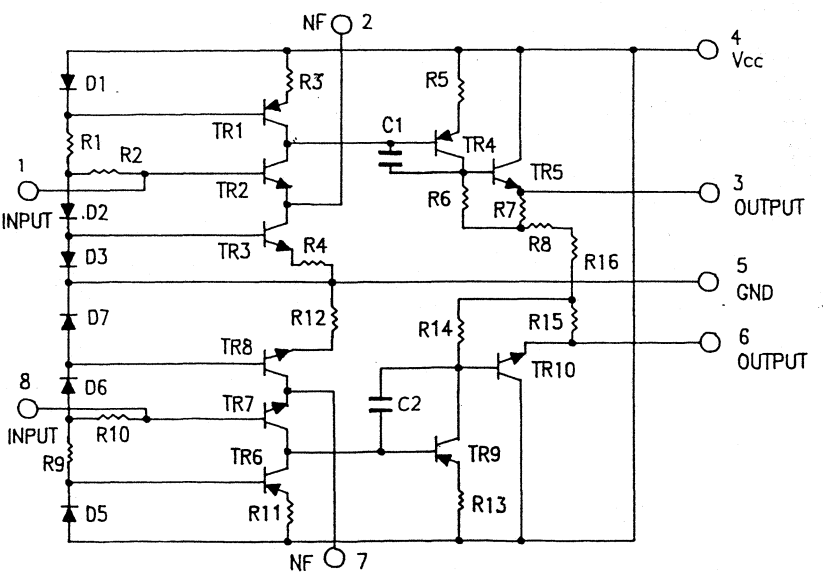 NF 2
4
Vcc
D1
R3
R5
TR1
C1
TR4
R1
R2
1
TR2
TR5
INPUT
D2
R6
R7
3
OUTPUT
TR3
R4
R8
D3
R16
5
GND
D7
R12
R14
R15
6
OUTPUT
TR8
TR10
8
D6
TR7
C2
INPUT
R10
R9
TR6
TR9
D5
R11
R13
NF 7